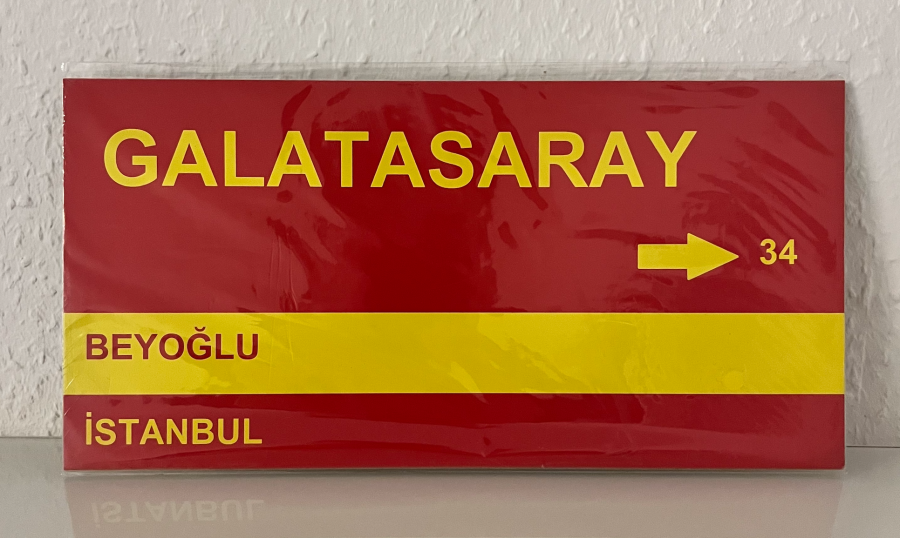 GALATASARAY
34
BEYOĞLU
İSTANBUL